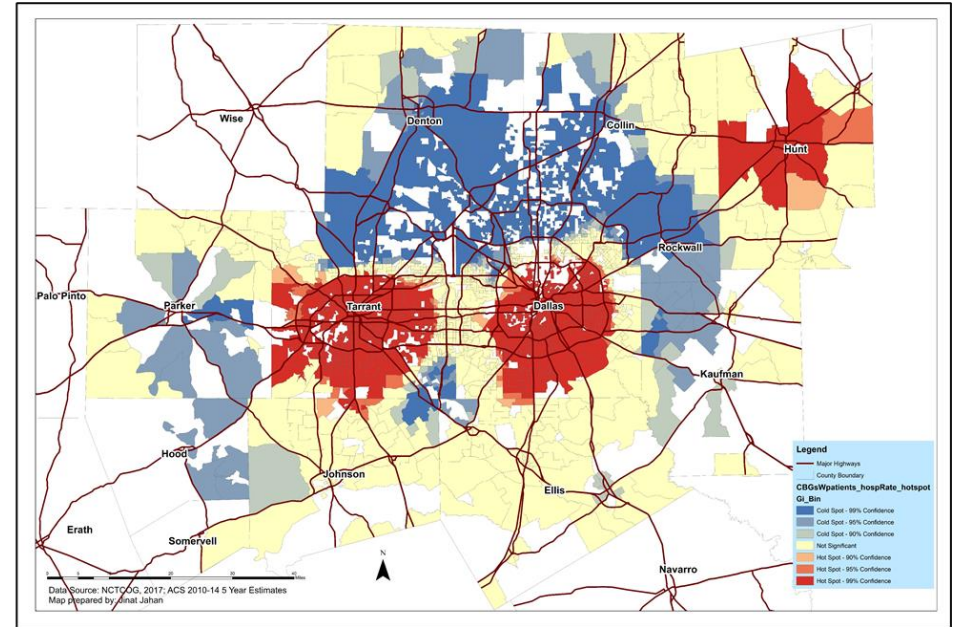 Wise
Denton
Collin
Hunt
Rockwall
Palo Pinto
Parker
Tarrant
Dallas
Kaufman
Hood
Johnson
Ellis
Erath
Somervell
Navarro
N
Data Source: NCTCOG, 2017; ACS 2010-14 5 Year Estimates
Map prepared by: Jinat Jahan
Legend
Major Highways
County Boundary
CBGsWpatients_hospRate_hotspot
Gi_Bin
Cold Spot - 99% Confidence
Cold Spot - 95% Confidence
Cold Spot - 90% Confidence
Not Significant
Hot Spot - 90% Confidence
Hot Spot - 95% Confidence
Hot Spot - 99% Confidence